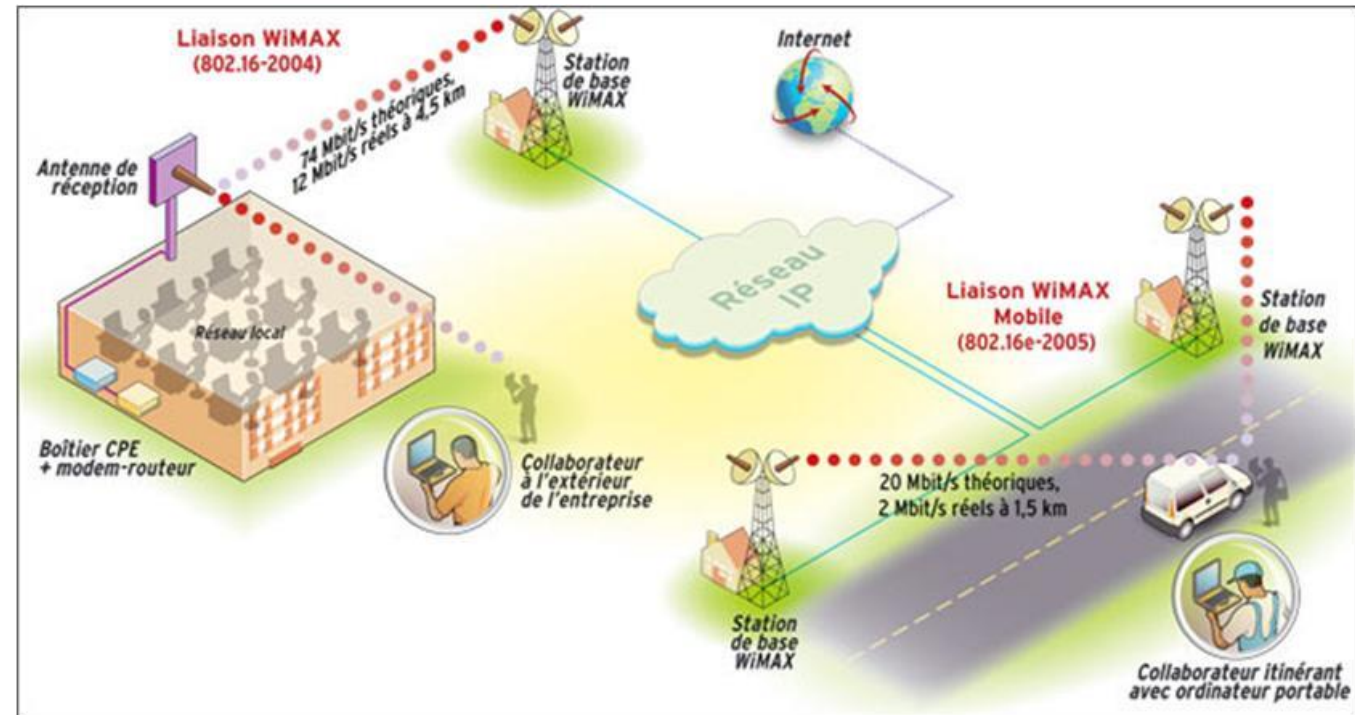 Liaison WiMAX
(802.16-2004)
74 Mbit/s théoriques,
12 Mbit/s réels à 4,5 km
Station
de base
WiMAX
Internet
Antenne de
réception
Réseau local
Boîtier CPE
+ modem-routeur
Collaborateur
à l'extérieur
de l'entreprise
Réseau
IP
Liaison WiMAX
Mobile
(802.16e-2005)
Station
de base
WiMAX
20 Mbit/s théoriques,
2 Mbit/s réels à 1,5 km
Station
de base
WiMAX
Collaborateur itinérant
avec ordinateur portable